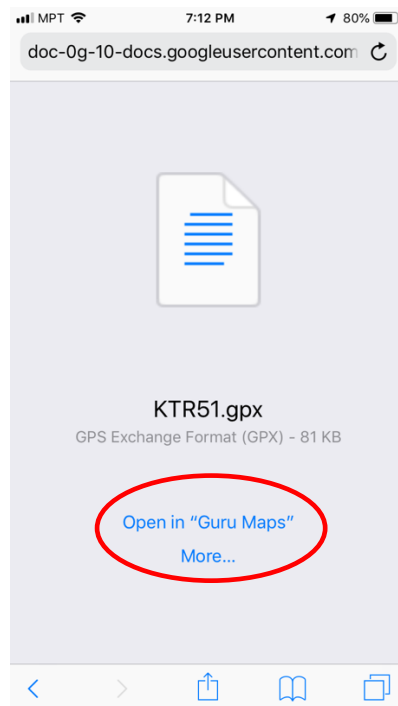 MPT 7:12 PM 80%
doc-0g-10-docs.googleusercontent.com
KTR51.gpx
GPS Exchange Format (GPX) - 81 KB
Open in “Guru Maps”
More...